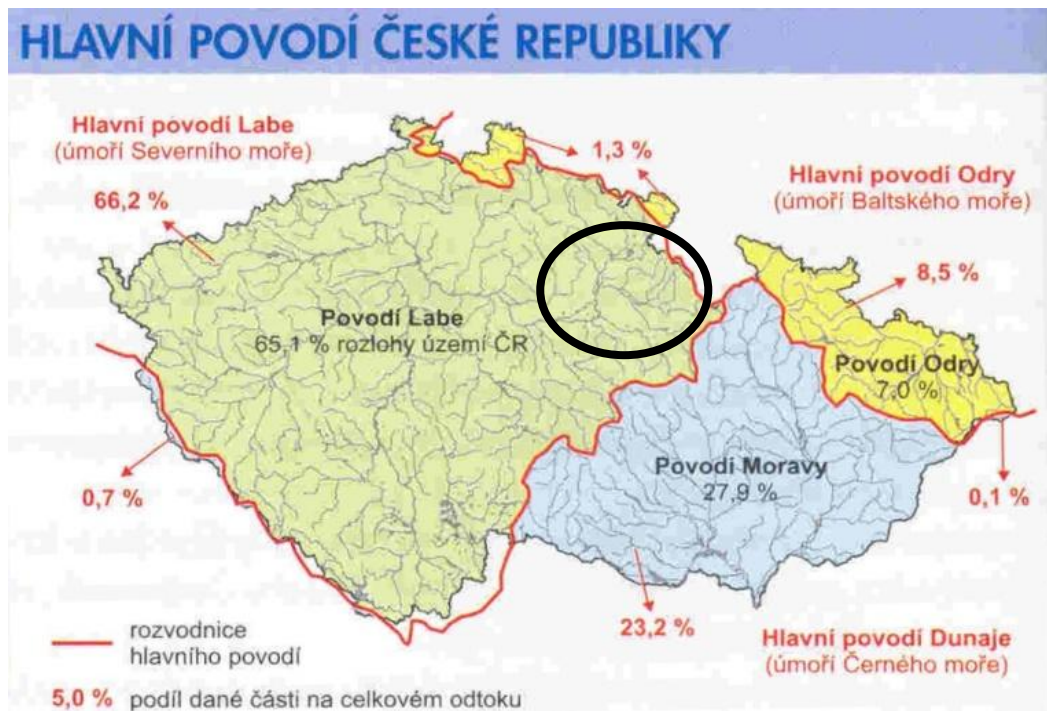 HLAVNÍ POVODÍ ČESKÉ REPUBLIKY
Hlavní povodí Labe
(úmoří Severního moře)
66,2 %
1,3 %
Hlavní povodí Odry
(úmoří Baltského moře)
8,5 %
Povodí Labe
65,1 % rozlohy území ČR
Povodí Odry
7,0 %
0,7 %
Povodí Moravy
27,9 %
0,1 %
23,2 %
Hlavní povodí Dunaje
(úmoří Černého moře)
rozvodnice
hlavního povodí
5,0 % podíl dané části na celkovém odtoku